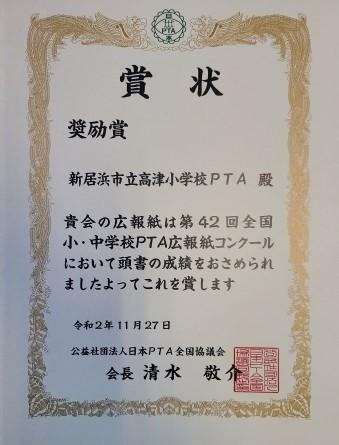 PTA
賞状
奨励賞
新居浜市立高津小学校PTA 殿
貴会の広報紙は第42回全国
小・中学校PTA広報紙コンクール
において頭書の成績をおさめられ
ましたよってこれを賞します
令和2年11月27日
公益社団法人日本PTA全国協議会
会長 清水 敬介